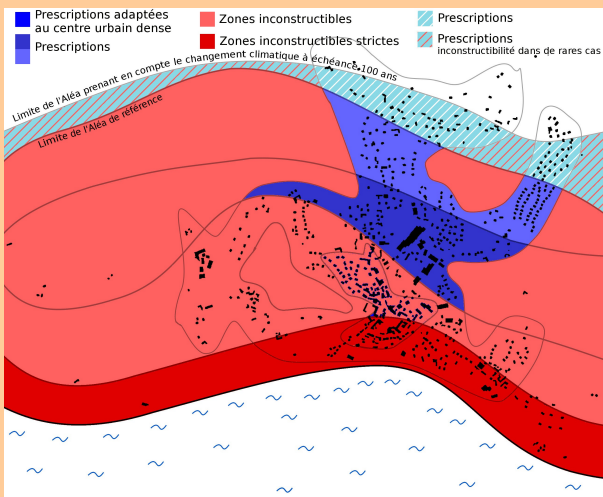 Prescriptions adaptées
au centre urbain dense
Prescriptions
Zones inconstructibles
Zones inconstructibles strictes
Prescriptions
Prescriptions
inconstructibilité dans de rares cas
Limite de l'Aléa prenant en compte le changement climatique à échéance 100 ans
Limite de l'Aléa de référence